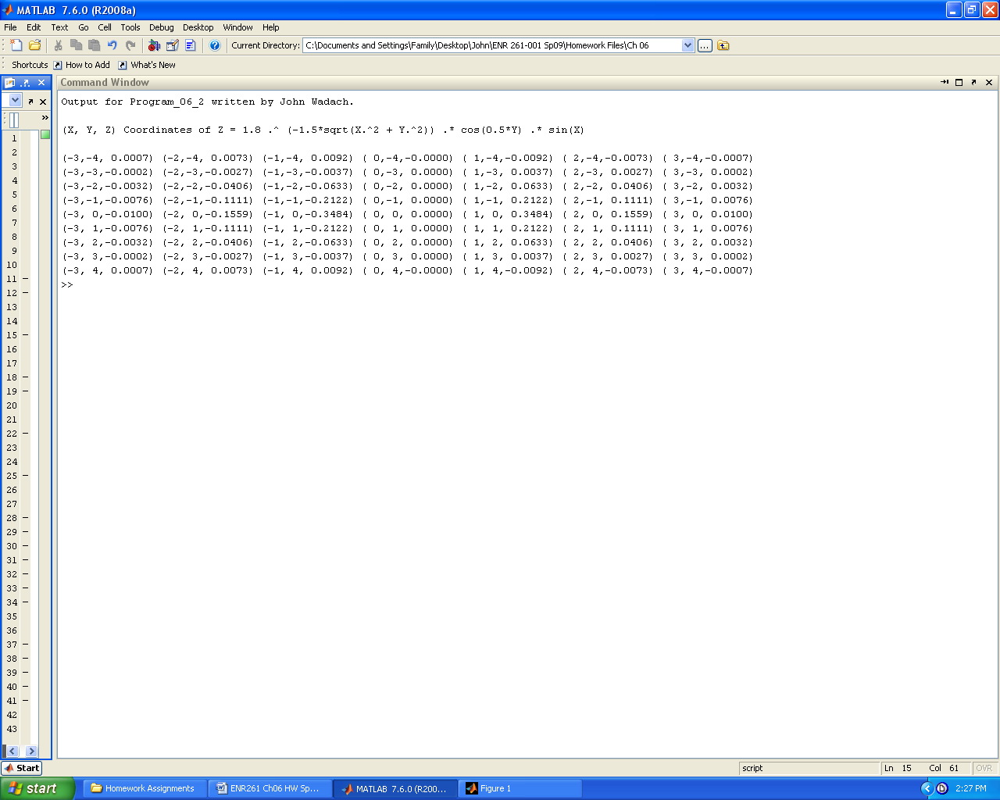 MATLAB 7.6.0 (R2008a)
File Edit Text Go Cell Tools Debug Desktop Window Help
Current Directory: C:\Documents and Settings\Family\Desktop\John\ENR 261-001 Sp09\Homework Files\Ch 06
Shortcuts How to Add What's New
Command Window
Output for Program_06_2 written by John Wadach.
(X, Y, Z) Coordinates of Z = 1.8 .^ (-1.5*sqrt(X.^2 + Y.^2)) .* cos(0.5*Y) .* sin(X)
(-3,-4, 0.0007) (-2,-4, 0.0073) (-1,-4, 0.0092) ( 0,-4,-0.0000) ( 1,-4,-0.0092) ( 2,-4,-0.0073) ( 3,-4,-0.0007)
(-3,-3,-0.0002) (-2,-3,-0.0027) (-1,-3,-0.0037) ( 0,-3, 0.0000) ( 1,-3, 0.0037) ( 2,-3, 0.0027) ( 3,-3, 0.0002)
(-3,-2,-0.0032) (-2,-2,-0.0406) (-1,-2,-0.0633) ( 0,-2, 0.0000) ( 1,-2, 0.0633) ( 2,-2, 0.0406) ( 3,-2, 0.0032)
(-3,-1,-0.0076) (-2,-1,-0.1111) (-1,-1,-0.2122) ( 0,-1, 0.0000) ( 1,-1, 0.2122) ( 2,-1, 0.1111) ( 3,-1, 0.0076)
(-3, 0,-0.0100) (-2, 0,-0.1559) (-1, 0,-0.3484) ( 0, 0, 0.0000) ( 1, 0, 0.3484) ( 2, 0, 0.1559) ( 3, 0, 0.0100)
(-3, 1,-0.0076) (-2, 1,-0.1111) (-1, 1,-0.2122) ( 0, 1, 0.0000) ( 1, 1, 0.2122) ( 2, 1, 0.1111) ( 3, 1, 0.0076)
(-3, 2,-0.0032) (-2, 2,-0.0406) (-1, 2,-0.0633) ( 0, 2, 0.0000) ( 1, 2, 0.0633) ( 2, 2, 0.0406) ( 3, 2, 0.0032)
(-3, 3,-0.0002) (-2, 3,-0.0027) (-1, 3,-0.0037) ( 0, 3, 0.0000) ( 1, 3, 0.0037) ( 2, 3, 0.0027) ( 3, 3, 0.0002)
(-3, 4, 0.0007) (-2, 4, 0.0073) (-1, 4, 0.0092) ( 0, 4,-0.0000) ( 1, 4,-0.0092) ( 2, 4,-0.0073) ( 3, 4,-0.0007)
>>
1
2
3
4
5
6
7
8
9
10
11 –
12 –
13
14
15 –
16
17
18 –
19 –
20
21
22 –
23
24
25 –
26
27
28 –
29 –
30 –
31 –
32 –
33 –
34 –
35
36
37 –
38 –
39 –
40 –
41 –
42
43
Start
script Ln 15 Col 61 OVR
start Homework Assignments ENR261 Ch06 HW Sp... MATLAB 7.6.0 (R200... Figure 1 2:27 PM